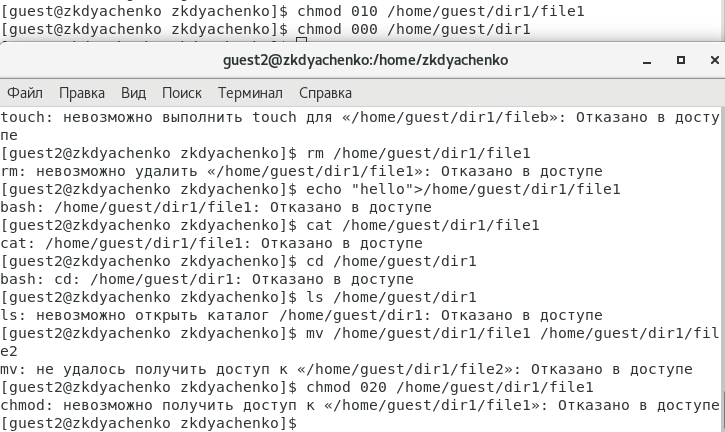 [guest@zkdyachenko zkdyachenko]$ chmod 010 /home/guest/dir1/file1
[guest@zkdyachenko zkdyachenko]$ chmod 000 /home/guest/dir1
guest2@zkdyachenko:/home/zkdyachenko
Файл Правка Вид Поиск Терминал Справка
touch: невозможно выполнить touch для «/home/guest/dir1/fileb»: Отказано в досту
пе
[guest2@zkdyachenko zkdyachenko]$ rm /home/guest/dir1/file1
rm: невозможно удалить «/home/guest/dir1/file1»: Отказано в доступе
[guest2@zkdyachenko zkdyachenko]$ echo "hello">/home/guest/dir1/file1
bash: /home/guest/dir1/file1: Отказано в доступе
[guest2@zkdyachenko zkdyachenko]$ cat /home/guest/dir1/file1
cat: /home/guest/dir1/file1: Отказано в доступе
[guest2@zkdyachenko zkdyachenko]$ cd /home/guest/dir1
bash: cd: /home/guest/dir1: Отказано в доступе
[guest2@zkdyachenko zkdyachenko]$ ls /home/guest/dir1
ls: невозможно открыть каталог /home/guest/dir1: Отказано в доступе
[guest2@zkdyachenko zkdyachenko]$ mv /home/guest/dir1/file1 /home/guest/dir1/fil
e2
mv: не удалось получить доступ к «/home/guest/dir1/file2»: Отказано в доступе
[guest2@zkdyachenko zkdyachenko]$ chmod 020 /home/guest/dir1/file1
chmod: невозможно получить доступ к «/home/guest/dir1/file1»: Отказано в доступе
[guest2@zkdyachenko zkdyachenko]$